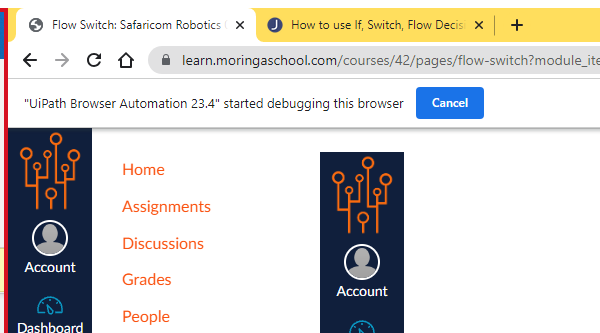 Flow Switch: Safaricom Robotics
How to use If, Switch, Flow Decis
learn.moringaschool.com/courses/42/pages/flow-switch?module_ite
"UiPath Browser Automation 23.4" started debugging this browser
Cancel
Home
Assignments
Discussions
Grades
People
Account
Dashboard
Account